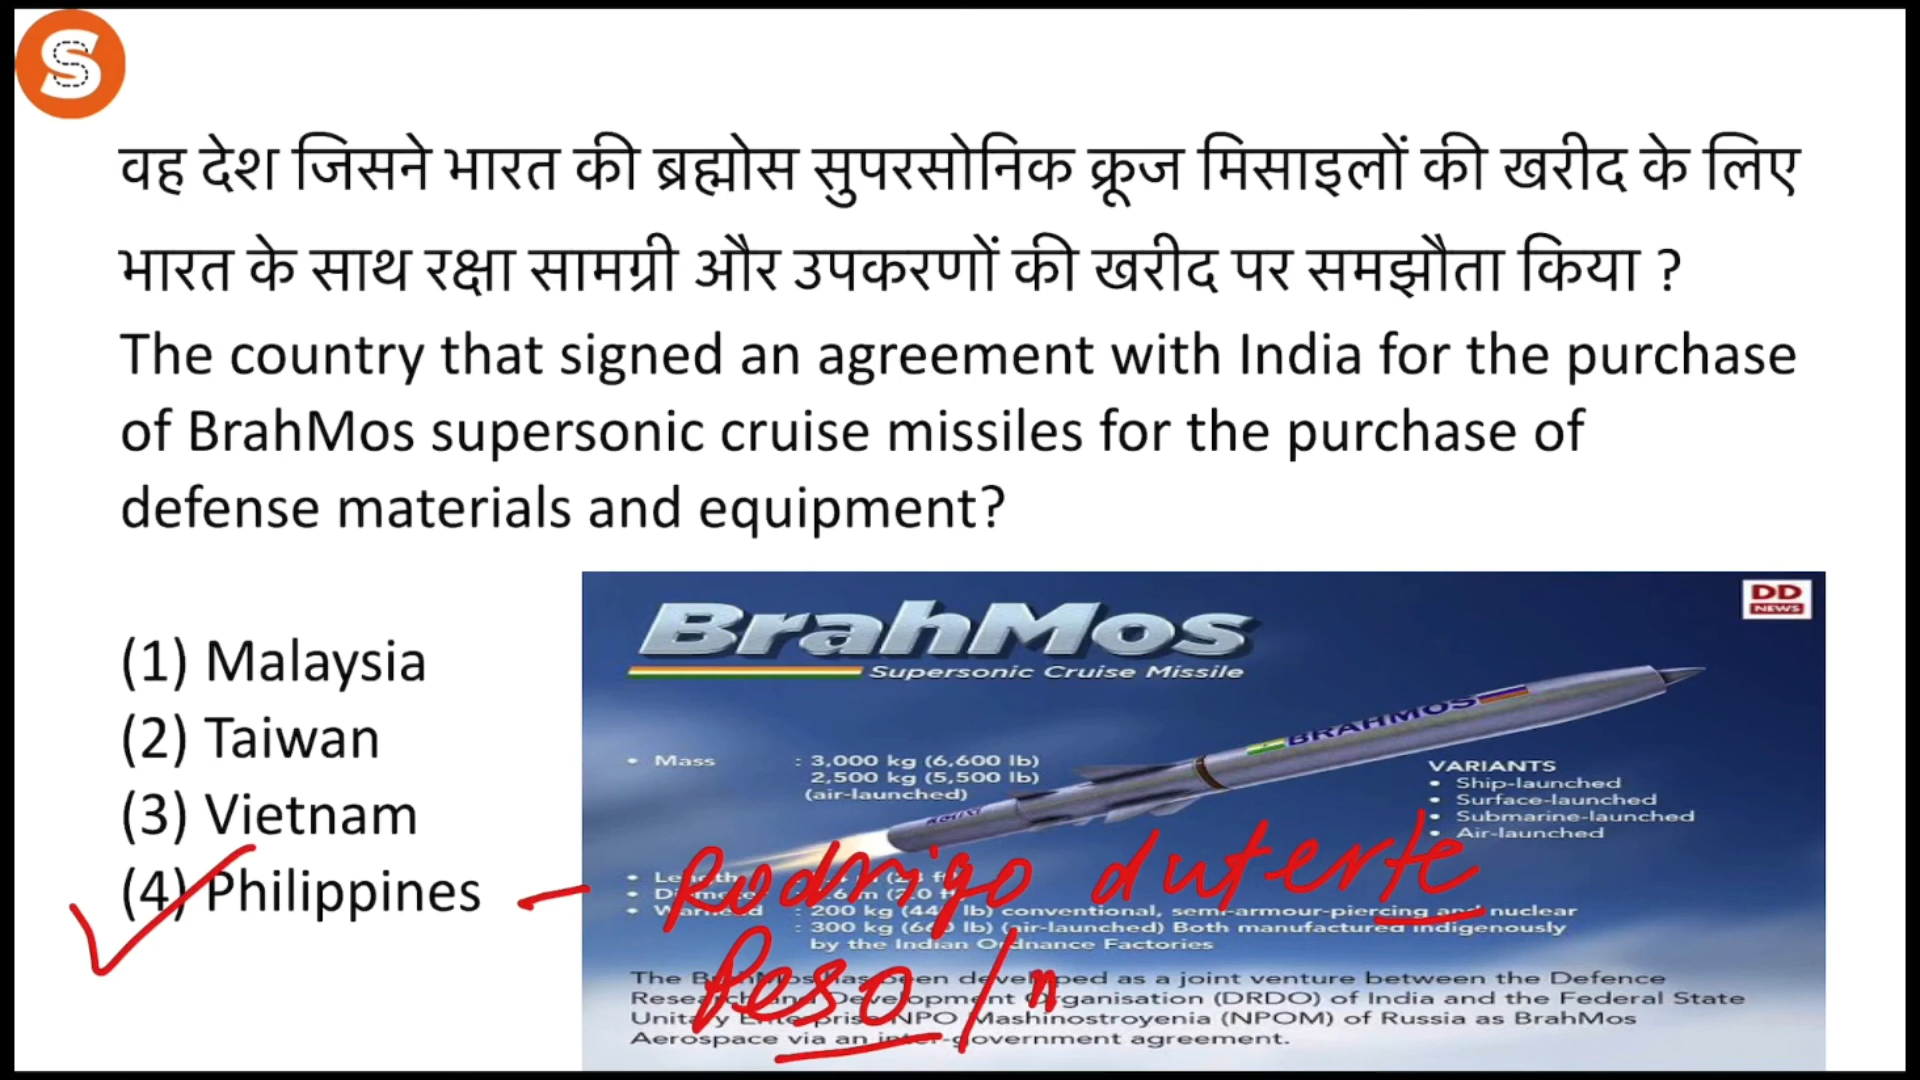 S
वह देश जिसने भारत की ब्रह्मोस सुपरसोनिक क्रूज मिसाइलों की खरीद के लिए
भारत के साथ रक्षा सामग्री और उपकरणों की खरीद पर समझौता किया ?
The country that signed an agreement with India for the purchase
of BrahMos supersonic cruise missiles for the purchase of
defense materials and equipment?
(1) Malaysia
(2) Taiwan
(3) Vietnam
(4) Philippines
DD
NEWS
BrahMos
Supersonic Cruise Missile
BRAHMOS
• Mass : 3,000 kg (6,600 lb)
2,500 kg (5,500 lb)
(air-launched)
VARIANTS
• Ship-launched
• Surface-launched
• Submarine-launched
• Air-launched
Rodrigo duterte
: 200 kg lb) conventional, semi-armour-piercing and nuclear
: 300 kg lb) (air-launched) Both manufactured indigenously
by the Indian Ordnance Factories
Peso /
The has been developed as a joint venture between the Defence
Development Organisation (DRDO) of India and the Federal State
NPO Mashinostroyenia (NPOM) of Russia as BrahMos
Aerospace via an inter-government agreement.